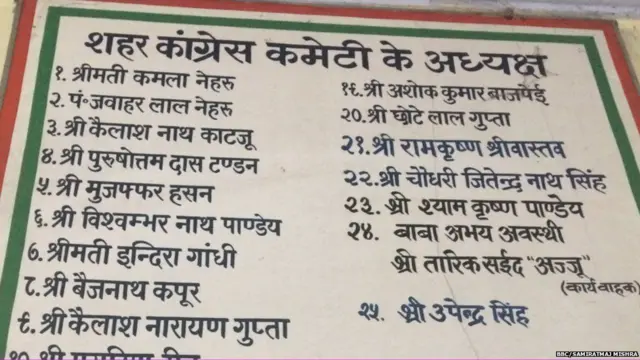 शहर कांग्रेस कमेटी के अध्यक्ष
१. श्रीमती कमला नेहरू
२. पं॰जवाहर लाल नेहरू
३. श्री कैलाश नाथ काटजू
४. श्री पुरुषोत्तम दास टण्डन
५. श्री मुजफ्फर हसन
६. श्री विश्वम्भर नाथ पाण्डेय
७. श्रीमती इन्दिरा गांधी
८. श्री बैजनाथ कपूर
९. श्री कैलाश नारायण गुप्ता
१०. श्री
१९. श्री अशोक कुमार बाजपेई
२०. श्री छोटे लाल गुप्ता
२१. श्री रामकृष्ण श्रीवास्तव
२२. श्री चौधरी जितेन्द्र नाथ सिंह
२३. श्री श्याम कृष्ण पाण्डेय
२४. बाबा अभय अवस्थी
श्री तारिक सईद "अज्जू"
(कार्यवाहक)
२५. श्री उपेन्द्र सिंह
BBC/SAMIRATMAJ MISHRA